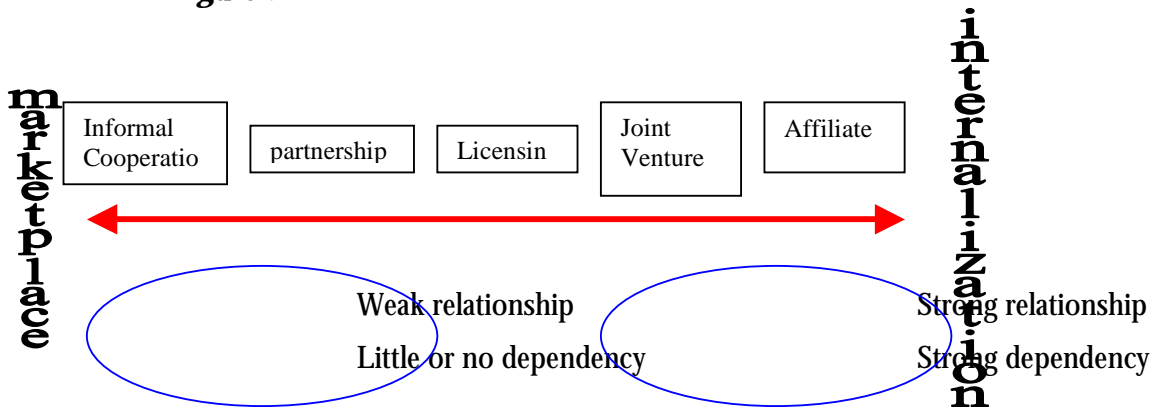 marketplace
Informal
Cooperatio
partnership
Licensin
Joint
Venture
Affiliate
internalization
Weak relationship
Strong relationship
Little or no dependency
Strong dependency